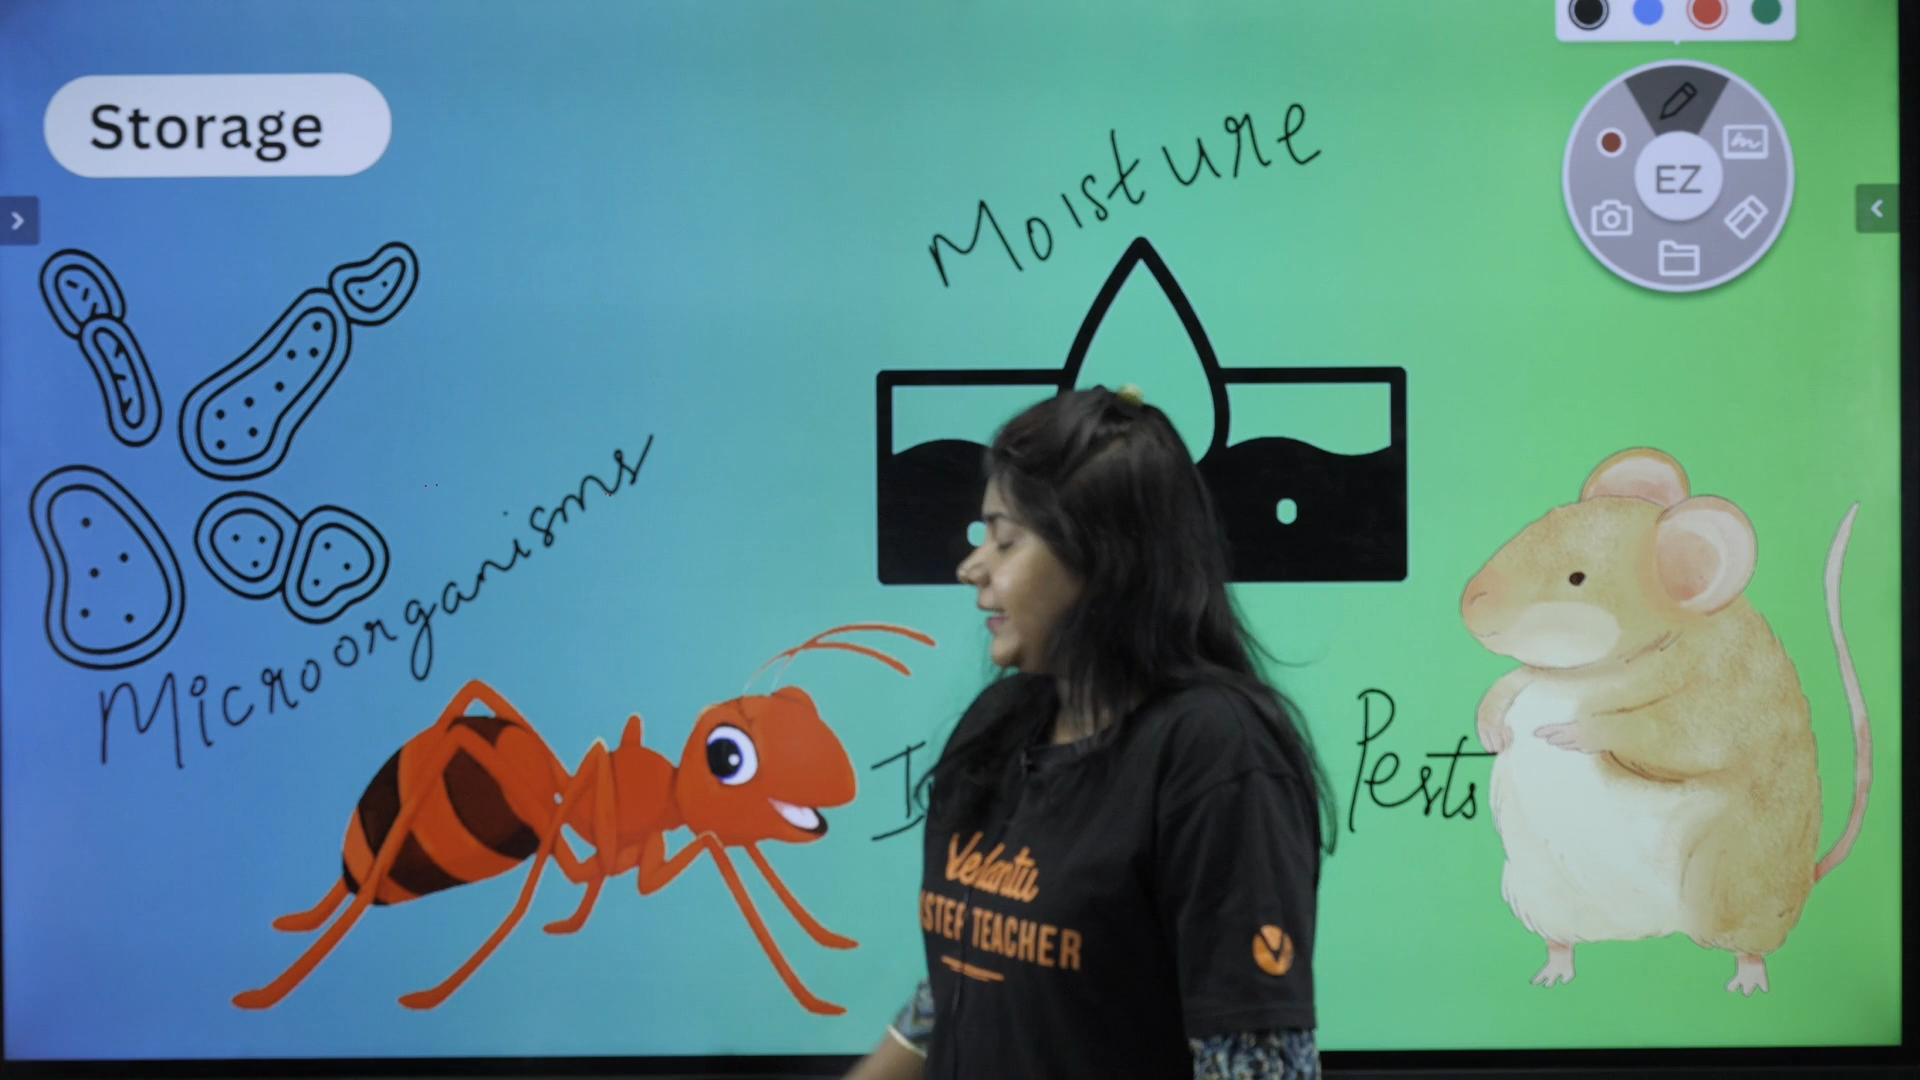 Storage
Moisture
EZ
Microorganisms
Pests
Vedantu
TEACHER